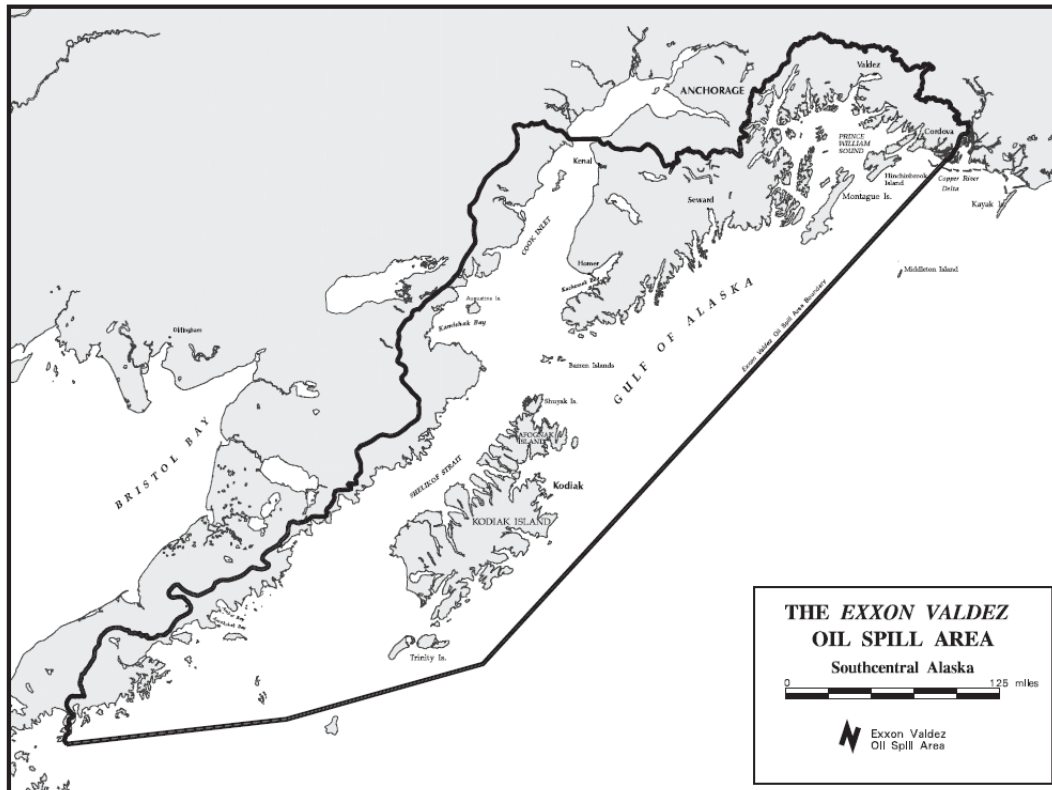 ANCHORAGE
Valdez
PRINCE
WILLIAM
SOUND
Cordova
Kenai
Hinchinbrook
Island
Copper River
Delta
Montague Is.
Kayak Is.
Seward
COOK INLET
Homer
Kachemak Bay
Middleton Island
Augustine Is.
Kamishak Bay
GULF OF ALASKA
Exxon Valdez Oil Spill Area Boundary
Dillingham
Barren Islands
Shuyak Is.
AFOGNAK
ISLAND
BRISTOL BAY
SHELIKOF STRAIT
Kodiak
KODIAK ISLAND
Trinity Is.
THE EXXON VALDEZ
OIL SPILL AREA
Southcentral Alaska
0 125 miles
Exxon Valdez
Oil Spill Area